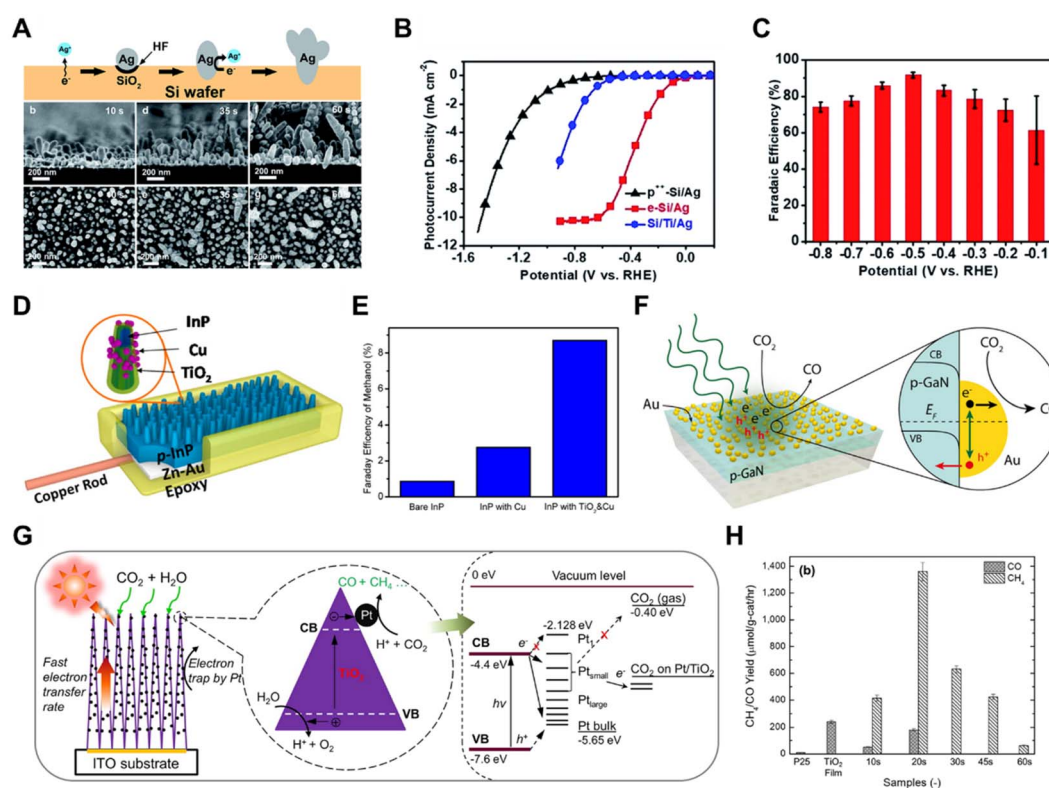 A
Ag⁺
e⁻
Ag
HF
SiO₂
Ag
Ag⁺
e⁻
Ag
Si wafer
b
10 s
200 nm
d
35 s
200 nm
f
60 s
200 nm
c
200 nm
e
35 s
200 nm
g
200 nm
B
Photocurrent Density (mA cm⁻²)
0
-2
-4
-6
-8
-10
-12
p⁺⁺-Si/Ag
e-Si/Ag
Si/Ti/Ag
-1.6
-1.2
-0.8
-0.4
0.0
Potential (V vs. RHE)
C
Faradaic Efficiency (%)
100
80
60
40
20
0
-0.8
-0.7
-0.6
-0.5
-0.4
-0.3
-0.2
-0.1
Potential (V vs. RHE)
D
InP
Cu
TiO₂
p-InP
Zn-Au
Epoxy
Copper Rod
E
Faraday Efficency of Methanol (%)
8
6
4
2
0
Bare InP
InP with Cu
InP with TiO₂&Cu
F
CO₂
CO
Au
e⁻
e⁻
e⁻
h⁺
h⁺
h⁺
p-GaN
CB
p-GaN
E_F
VB
CO₂
e⁻
h⁺
Au
G
CO₂ + H₂O
Fast
electron
transfer
rate
Electron
trap by Pt
ITO substrate
CO + CH₄ ...
Pt
CB
H⁺ + CO₂
TiO₂
H₂O
VB
H⁺ + O₂
0 eV
Vacuum level
CO₂ (gas)
-0.40 eV
-2.128 eV
X
X
Pt₁
CB
e⁻
-4.4 eV
Pt_small
e⁻
CO₂ on Pt/TiO₂
hv
Pt_large
Pt bulk
-5.65 eV
VB
h⁺
-7.6 eV
H
(b)
CO
CH₄
CH₄/CO Yield (μmol/g-cat/hr)
1,400
1,200
1,000
800
600
400
200
0
P25
TiO₂
Film
10s
20s
30s
45s
60s
Samples (-)